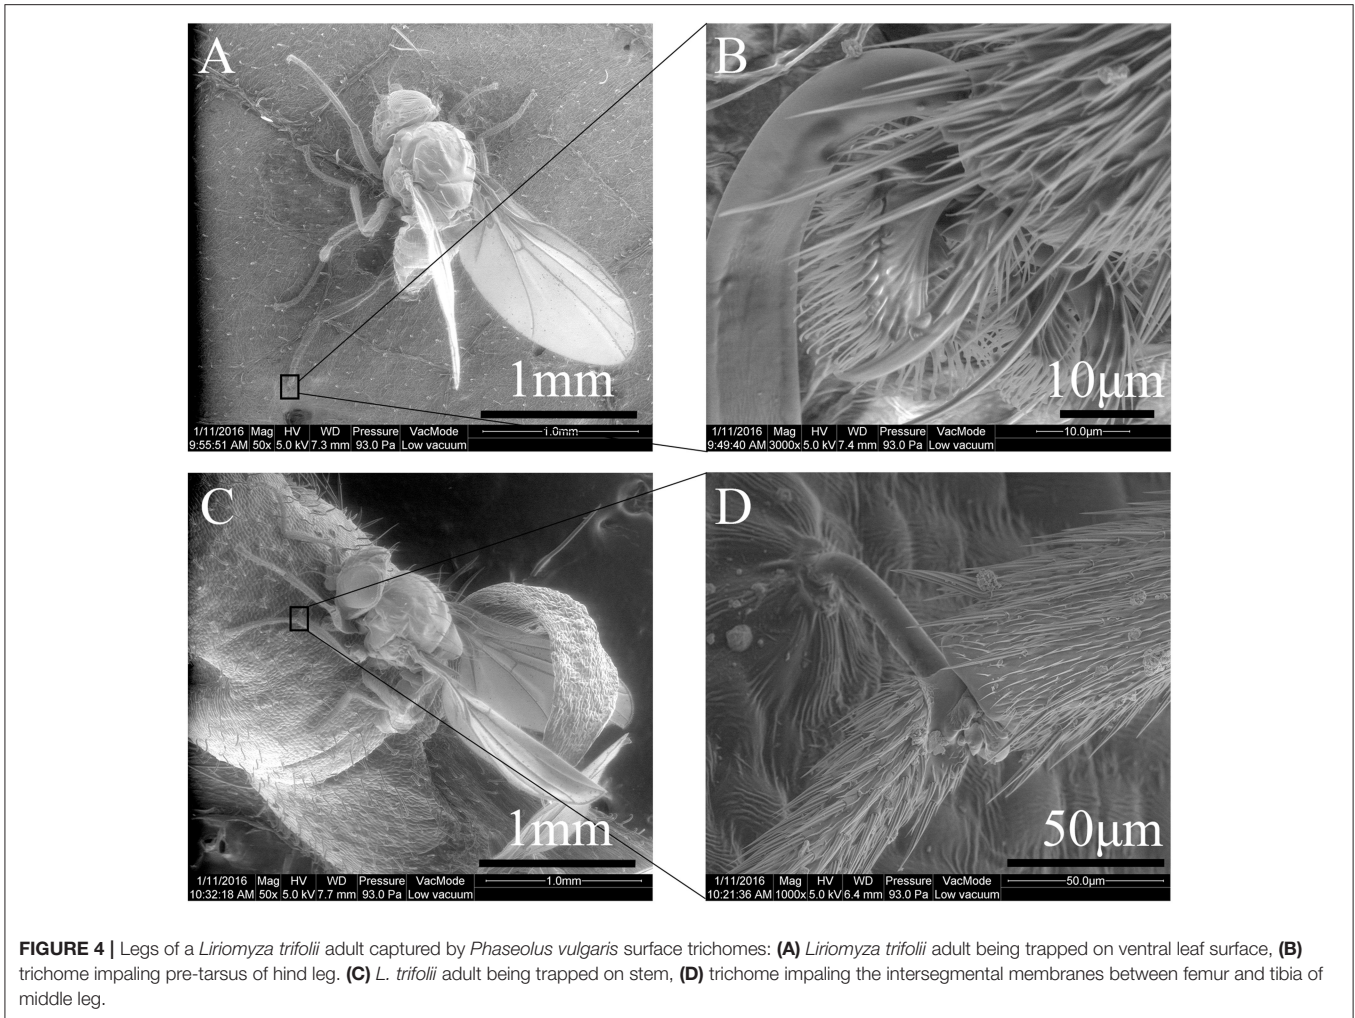 A
1mm
1/11/2016 Mag HV WD Pressure VacMode 1.0mm
9:55:51 AM 50x 5.0 kV 7.3 mm 93.0 Pa Low vacuum
B
10μm
1/11/2016 Mag HV WD Pressure VacMode 10.0μm
9:49:40 AM 3000x 5.0 kV 7.4 mm 93.0 Pa Low vacuum
C
1mm
1/11/2016 Mag HV WD Pressure VacMode 1.0mm
10:32:18 AM 50x 5.0 kV 7.7 mm 93.0 Pa Low vacuum
D
50μm
1/11/2016 Mag HV WD Pressure VacMode 50.0μm
10:21:36 AM 1000x 5.0 kV 6.4 mm 93.0 Pa Low vacuum
FIGURE 4 | Legs of a Liriomyza trifolii adult captured by Phaseolus vulgaris surface trichomes: (A) Liriomyza trifolii adult being trapped on ventral leaf surface, (B)
trichome impaling pre-tarsus of hind leg. (C) L. trifolii adult being trapped on stem, (D) trichome impaling the intersegmental membranes between femur and tibia of
middle leg.